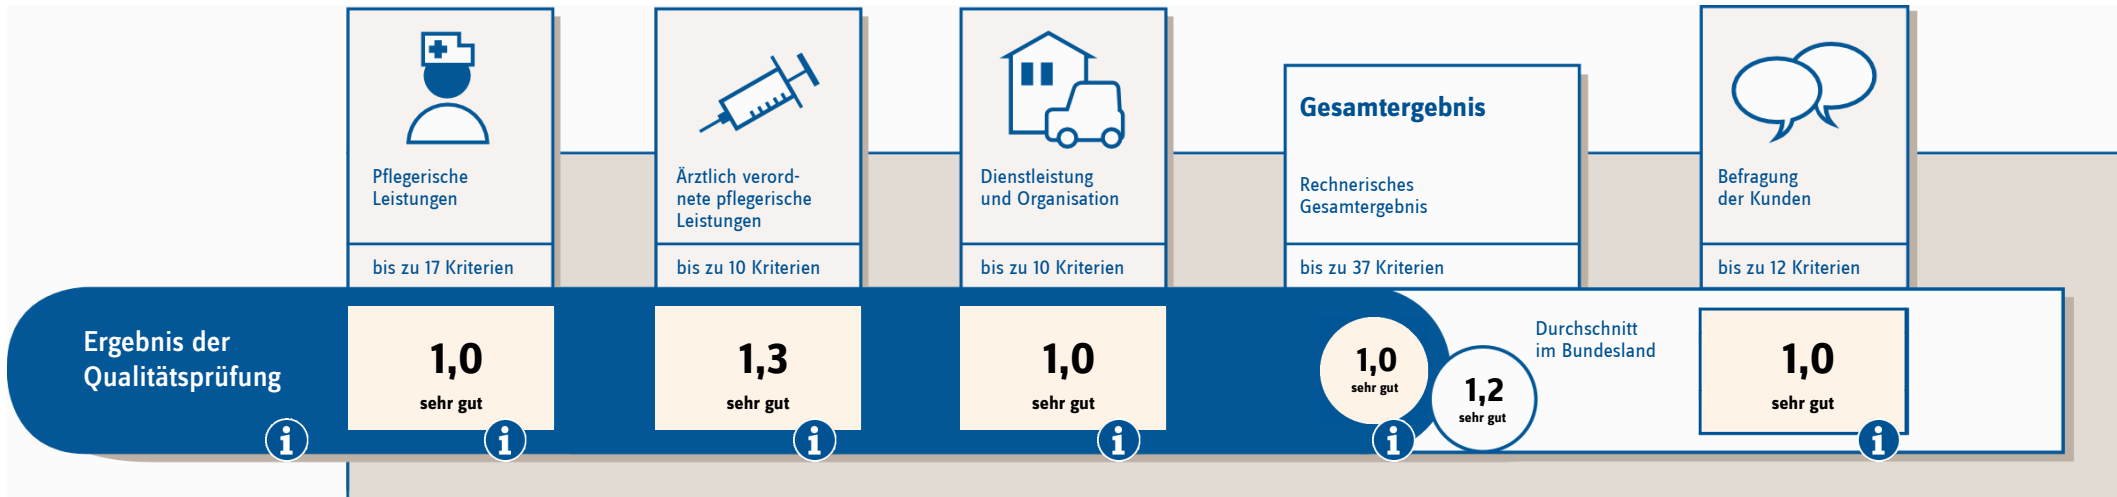 Pflegerische
Leistungen
bis zu 17 Kriterien
Ärztlich verord-
nete pflegerische
Leistungen
bis zu 10 Kriterien
Dienstleistung
und Organisation
bis zu 10 Kriterien
Gesamtergebnis
Rechnerisches
Gesamtergebnis
bis zu 37 Kriterien
Befragung
der Kunden
bis zu 12 Kriterien
Ergebnis der
Qualitätsprüfung
i
1,0
sehr gut
i
1,3
sehr gut
i
1,0
sehr gut
i
1,0
sehr gut
i
1,2
sehr gut
Durchschnitt
im Bundesland
1,0
sehr gut
i